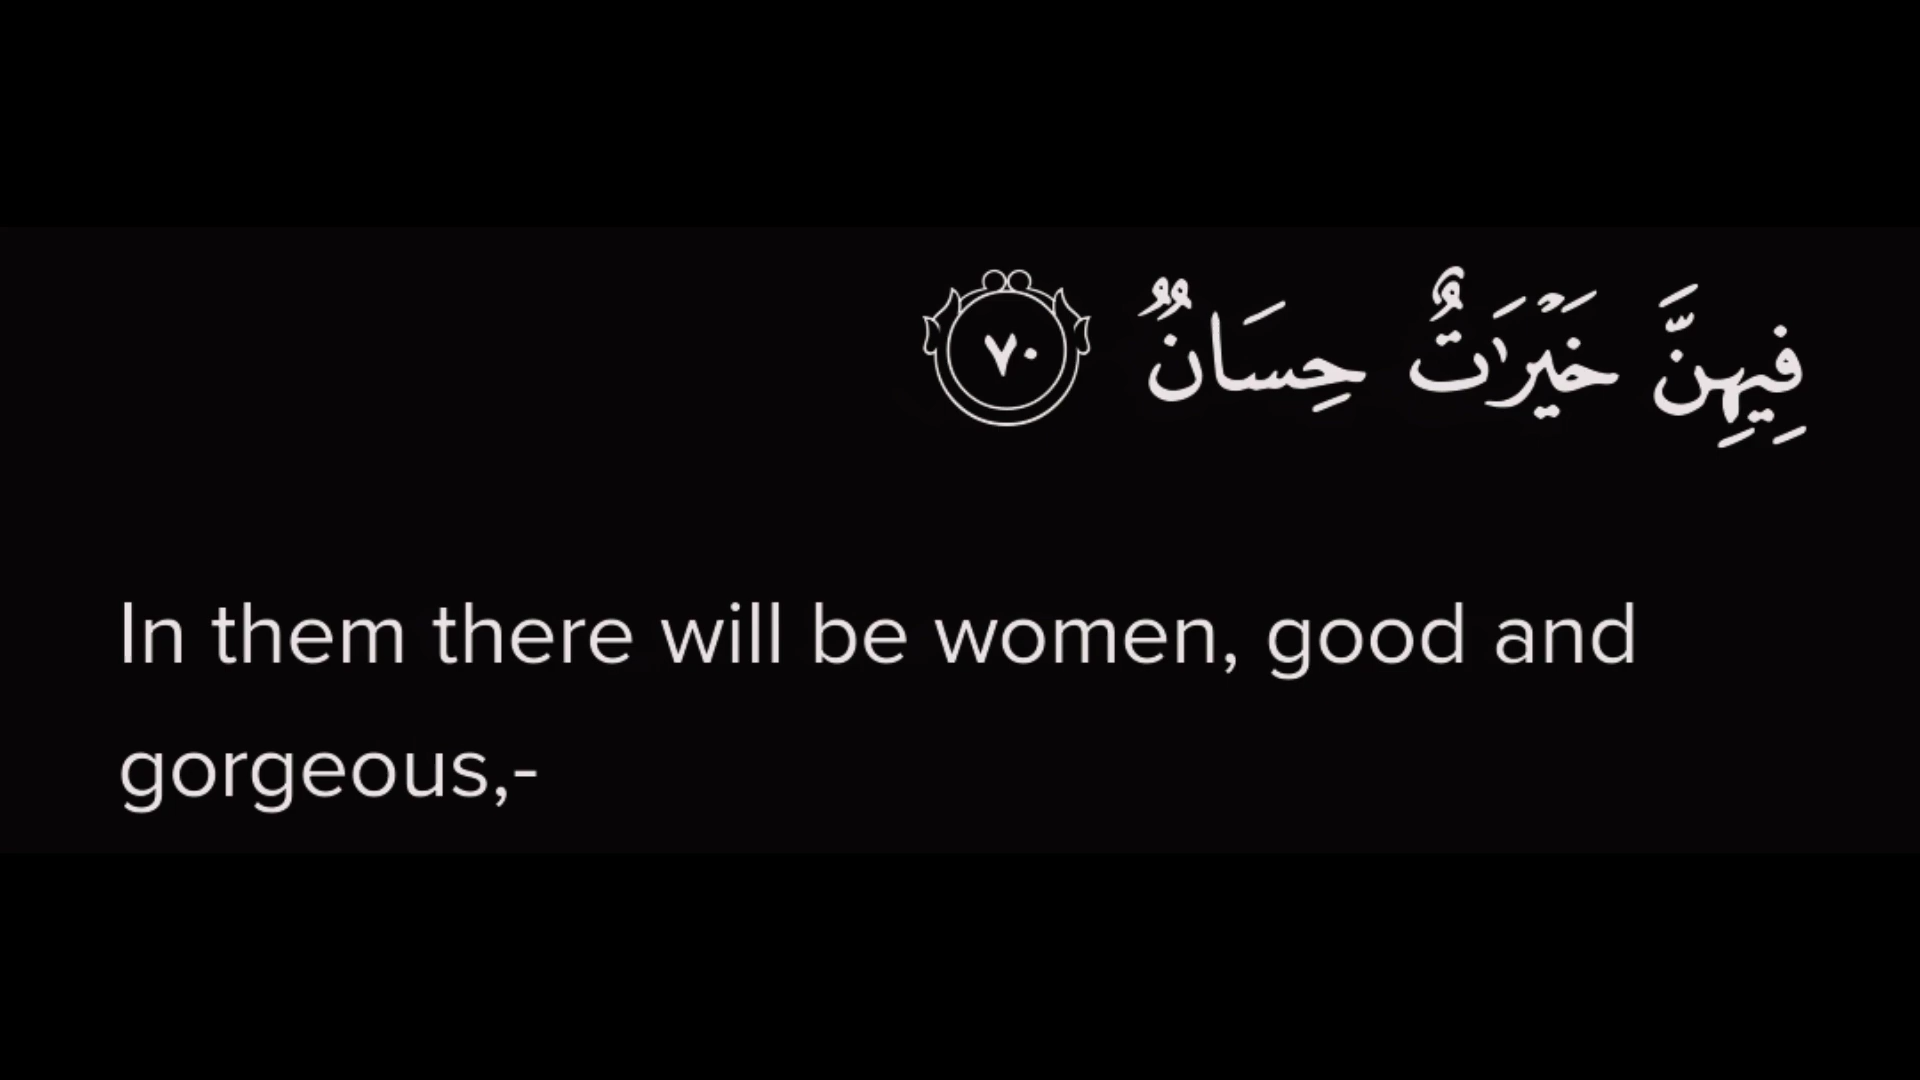 فِيهِنَّ خَيْرَٰتٌ حِسَانٌ ٧٠
In them there will be women, good and
gorgeous,-